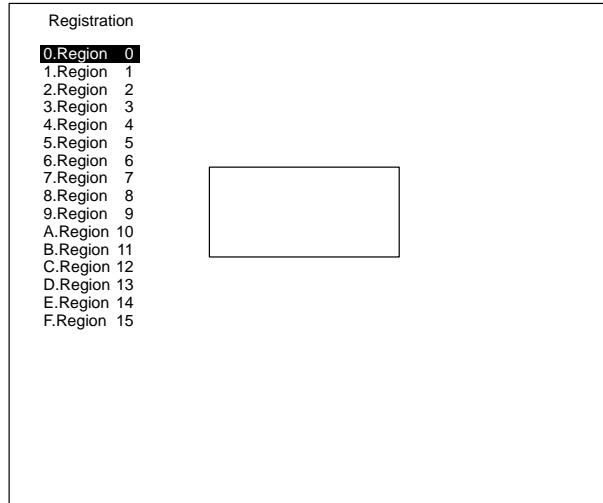 Registration
0.Region 0
1.Region 1
2.Region 2
3.Region 3
4.Region 4
5.Region 5
6.Region 6
7.Region 7
8.Region 8
9.Region 9
A.Region 10
B.Region 11
C.Region 12
D.Region 13
E.Region 14
F.Region 15